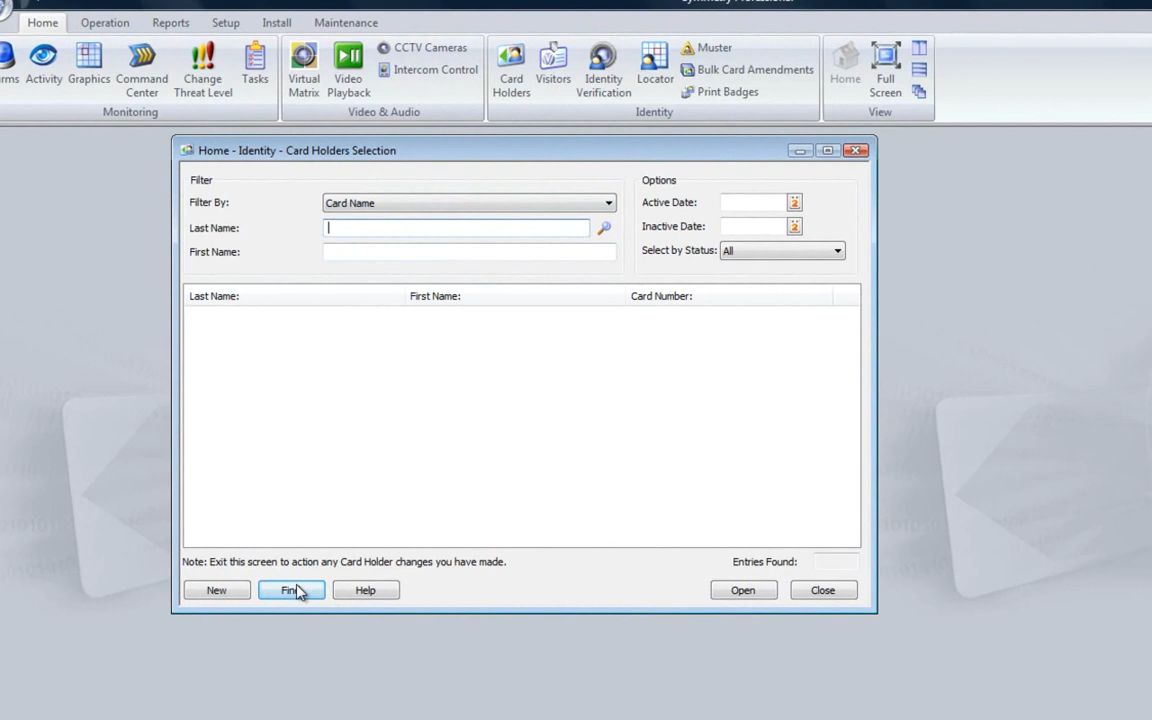 Home Operation Reports Setup Install Maintenance
Activity Graphics Command Center Change Threat Level Tasks
Monitoring
Virtual Matrix Video Playback CCTV Cameras Intercom Control
Video & Audio
Card Holders Visitors Identity Verification Locator Muster Bulk Card Amendments Print Badges
Identity
Home Full Screen
View
Home - Identity - Card Holders Selection
Filter
Filter By: Card Name
Last Name:
First Name:
Options
Active Date: 2
Inactive Date: 2
Select by Status: All
Last Name: First Name: Card Number:
Note: Exit this screen to action any Card Holder changes you have made. Entries Found:
New Help Open Close